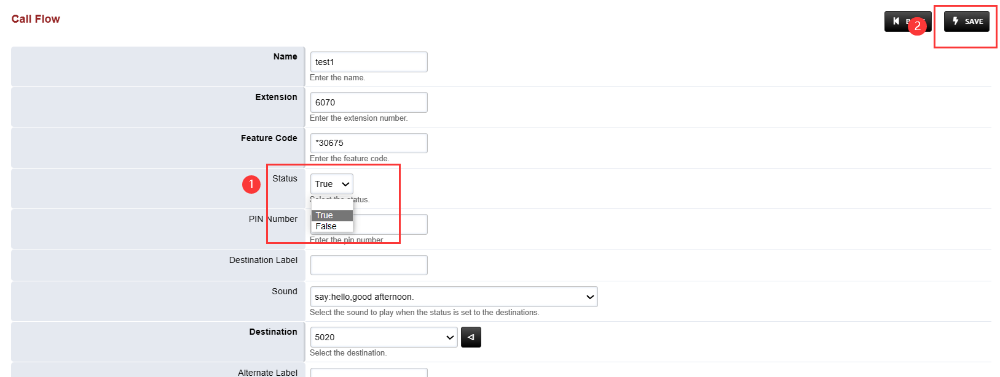 Call Flow
2
SAVE
Name
test1
Enter the name.
Extension
6070
Enter the extension number.
Feature Code
*30675
Enter the feature code.
1
Status
True
Select the status.
True
False
PIN Number
Enter the pin number
Destination Label
Sound
say:hello,good afternoon.
Select the sound to play when the status is set to the destinations.
Destination
5020
Select the destination.
Alternate Label